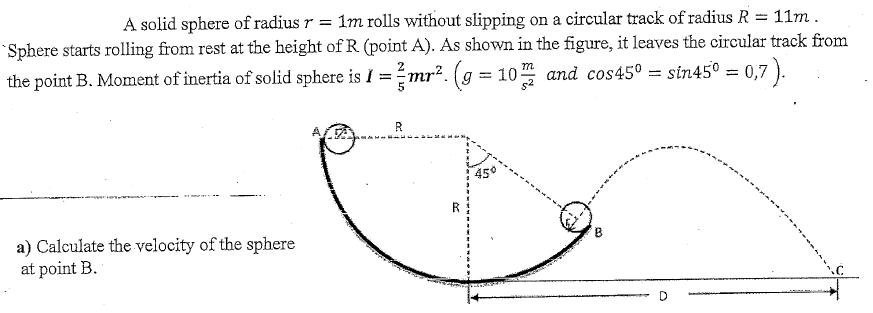 A solid sphere of radius r = 1m rolls without slipping on a circular track of radius R = 11m .
Sphere starts rolling from rest at the height of R (point A). As shown in the figure, it leaves the circular track from
the point B. Moment of inertia of solid sphere is I = 2/5 mr². (g = 10 m/s² and cos45⁰ = sin45⁰ = 0,7 ).
A
R
45⁰
R
B
a) Calculate the velocity of the sphere
at point B.
C
D